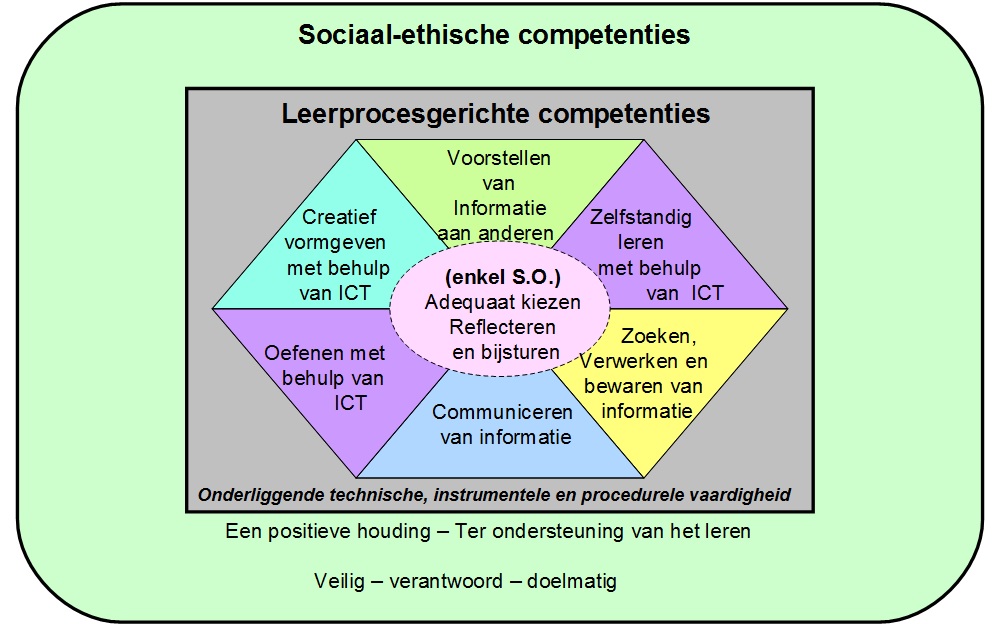 Sociaal-ethische competenties
Leerprocesgerichte competenties
Voorstellen
van
Informatie
aan anderen
Creatief
vormgeven
met behulp
van ICT
Zelfstandig
leren
met behulp
van ICT
(enkel S.O.)
Adequaat kiezen
Reflecteren
en bijsturen
Oefenen met
behulp van
ICT
Zoeken,
Verwerken en
bewaren van
informatie
Communiceren
van informatie
Onderliggende technische, instrumentele en procedurele vaardigheid
Een positieve houding – Ter ondersteuning van het leren
Veilig – verantwoord – doelmatig